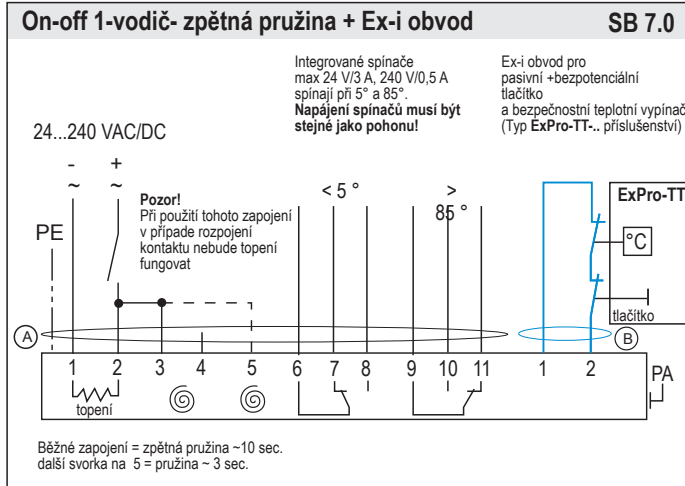 On-off 1-vodič- zpětná pružina + Ex-i obvod
SB 7.0
Integrované spínače
max 24 V/3 A, 240 V/0,5 A
spínají při 5° a 85°.
Napájení spínačů musí být
stejné jako pohonu!
Ex-i obvod pro
pasivní +bezpotenciální
tlačítko
a bezpečnostní teplotní vypínač
(Typ ExPro-TT-.. příslušenství)
24...240 VAC/DC
- +
~ ~
Pozor!
Při použití tohoto zapojení
v případe rozpojení
kontaktu nebude topení
fungovat
PE
< 5 °
>
85 °
ExPro-TT
°C
tlačítko
A
B
1 2 3 4 5 6 7 8 9 10 11 1 2
PA
topení
Běžné zapojení = zpětná pružina ~10 sec.
další svorka na 5 = pružina ~ 3 sec.